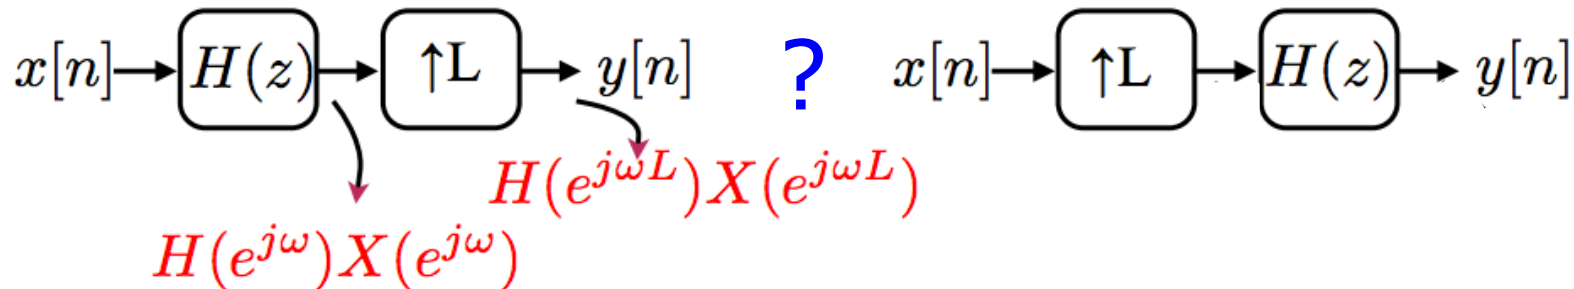 x[n] H(z) ↑L y[n] ? x[n] ↑L H(z) y[n]
H(e^{jωL})X(e^{jωL})
H(e^{jω})X(e^{jω})